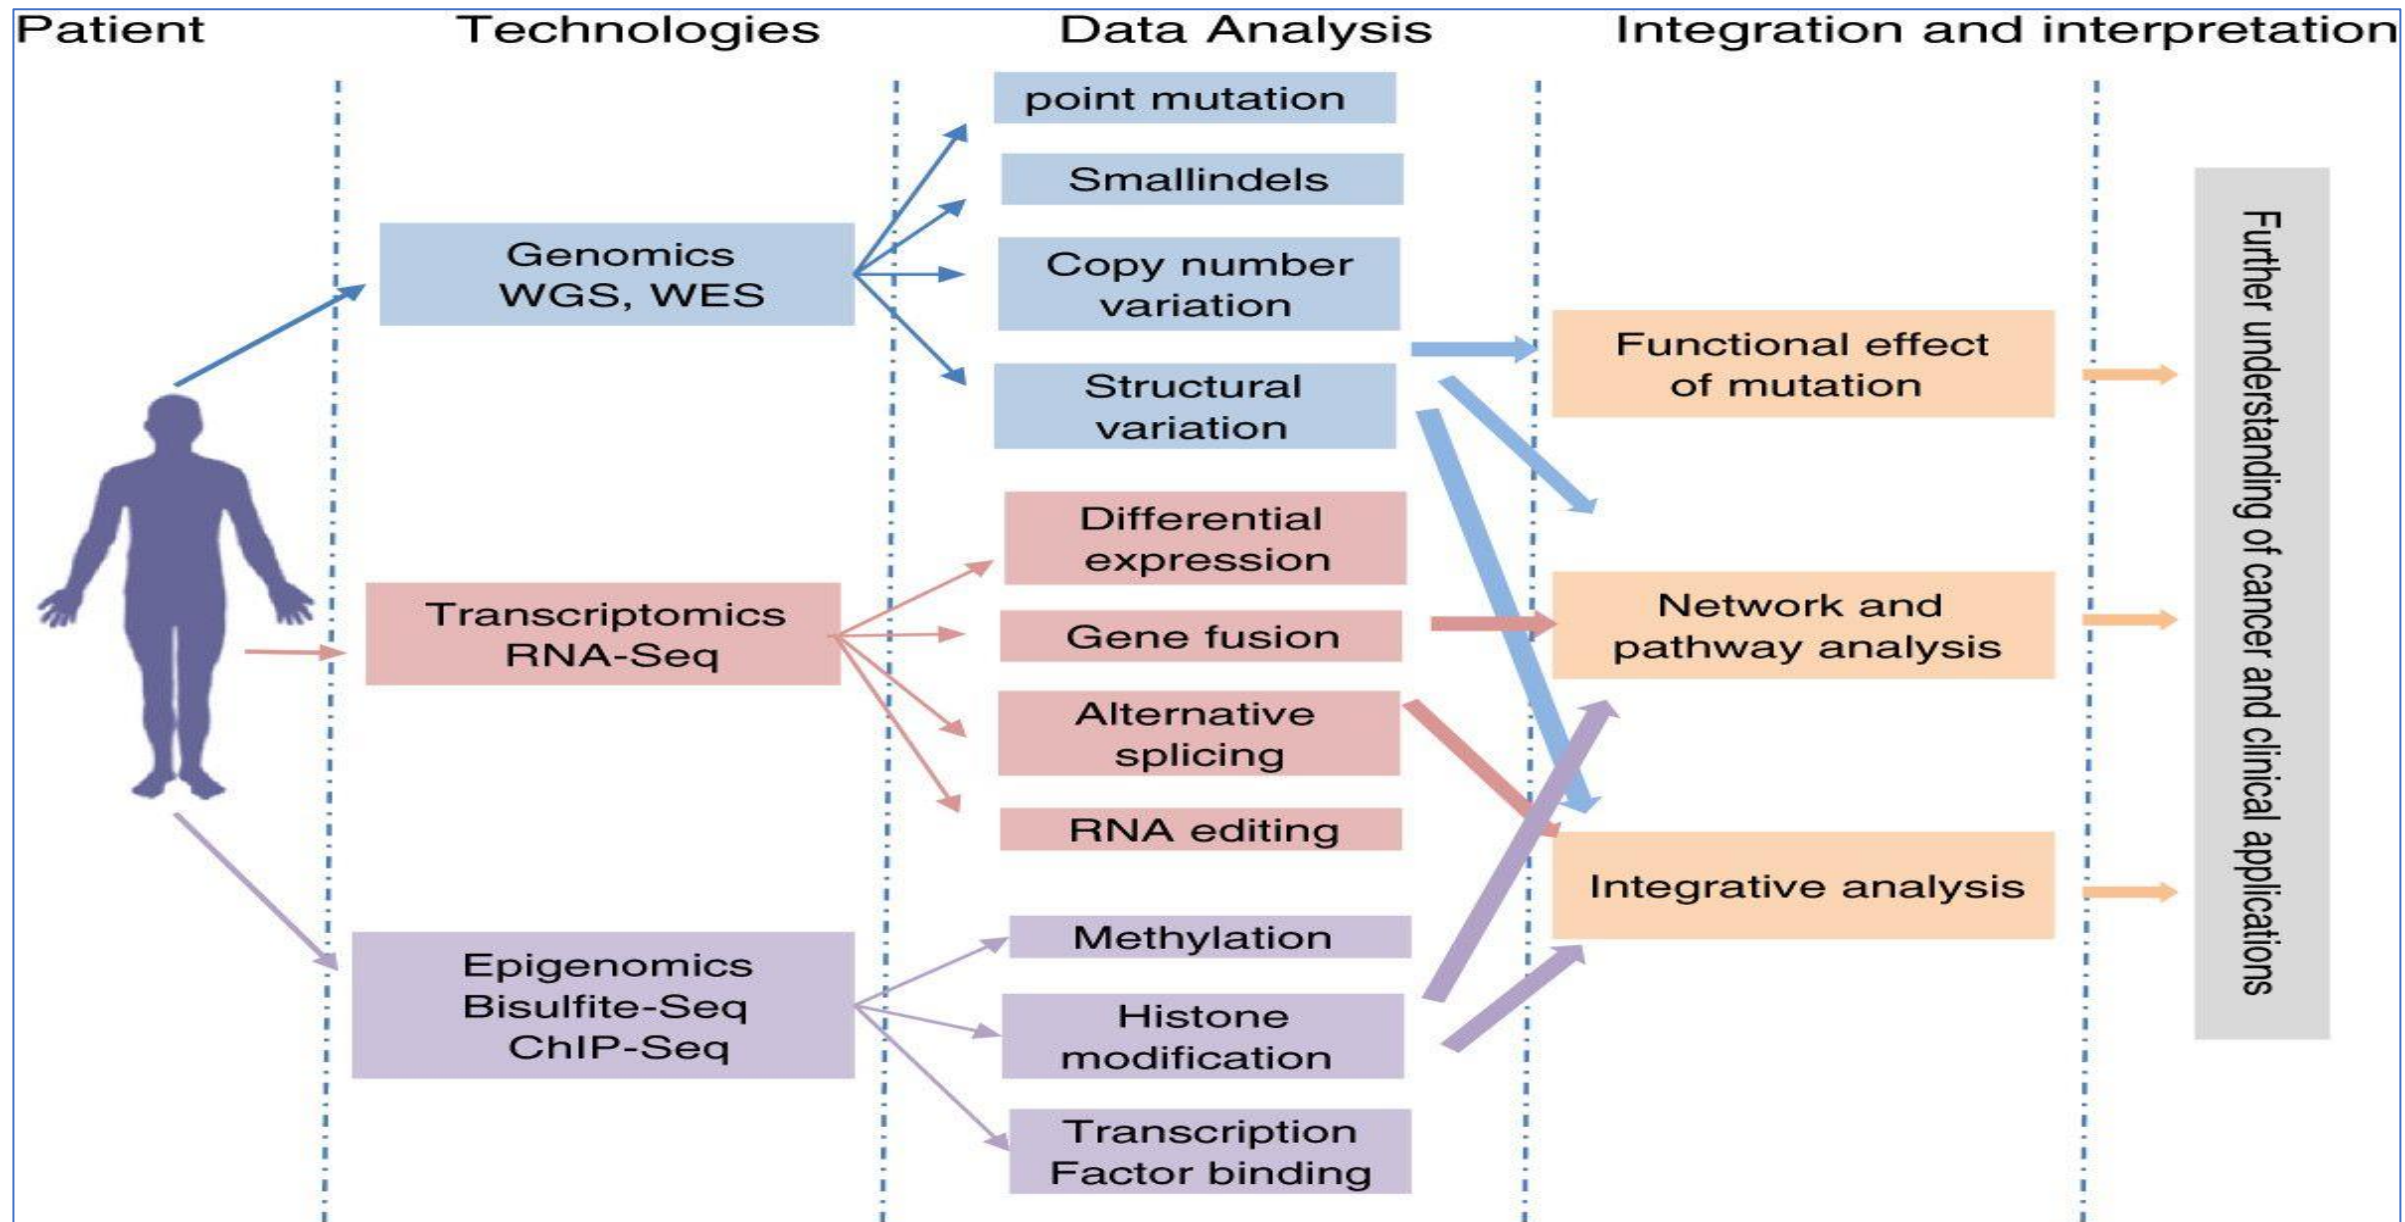 Patient
Technologies
Data Analysis
Integration and interpretation
Genomics
WGS, WES
Transcriptomics
RNA-Seq
Epigenomics
Bisulfite-Seq
ChIP-Seq
point mutation
Smallindels
Copy number
variation
Structural
variation
Differential
expression
Gene fusion
Alternative
splicing
RNA editing
Methylation
Histone
modification
Transcription
Factor binding
Functional effect
of mutation
Network and
pathway analysis
Integrative analysis
Further understanding of cancer and clinical applications